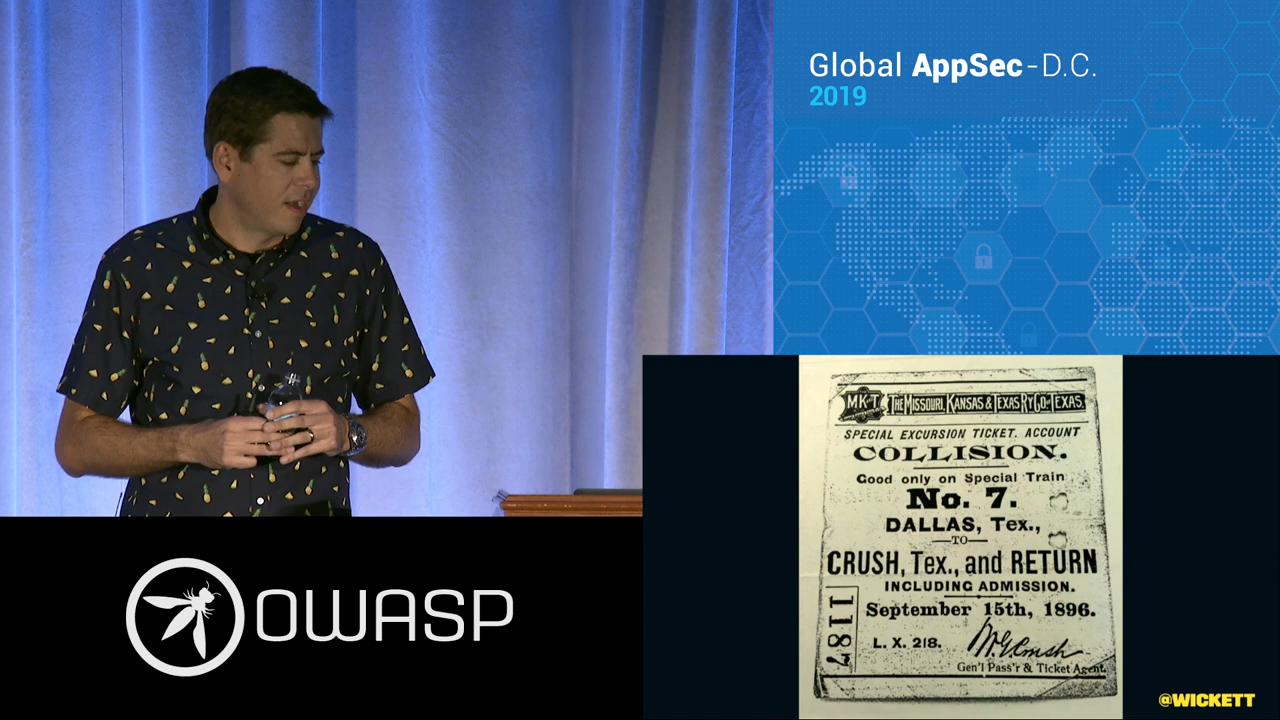 Global AppSec - D.C.
2019
MK&T
THE MISSOURI, KANSAS & TEXAS RY CO OF TEXAS.
SPECIAL EXCURSION TICKET. ACCOUNT
COLLISION.
Good only on Special Train
No. 7.
DALLAS, Tex.,
TO
CRUSH, Tex., and RETURN
INCLUDING ADMISSION.
September 15th, 1896.
1187
L. X. 218.
W.G. Crush
Gen'l Pass'r & Ticket Agent.
OWASP
@WICKETT